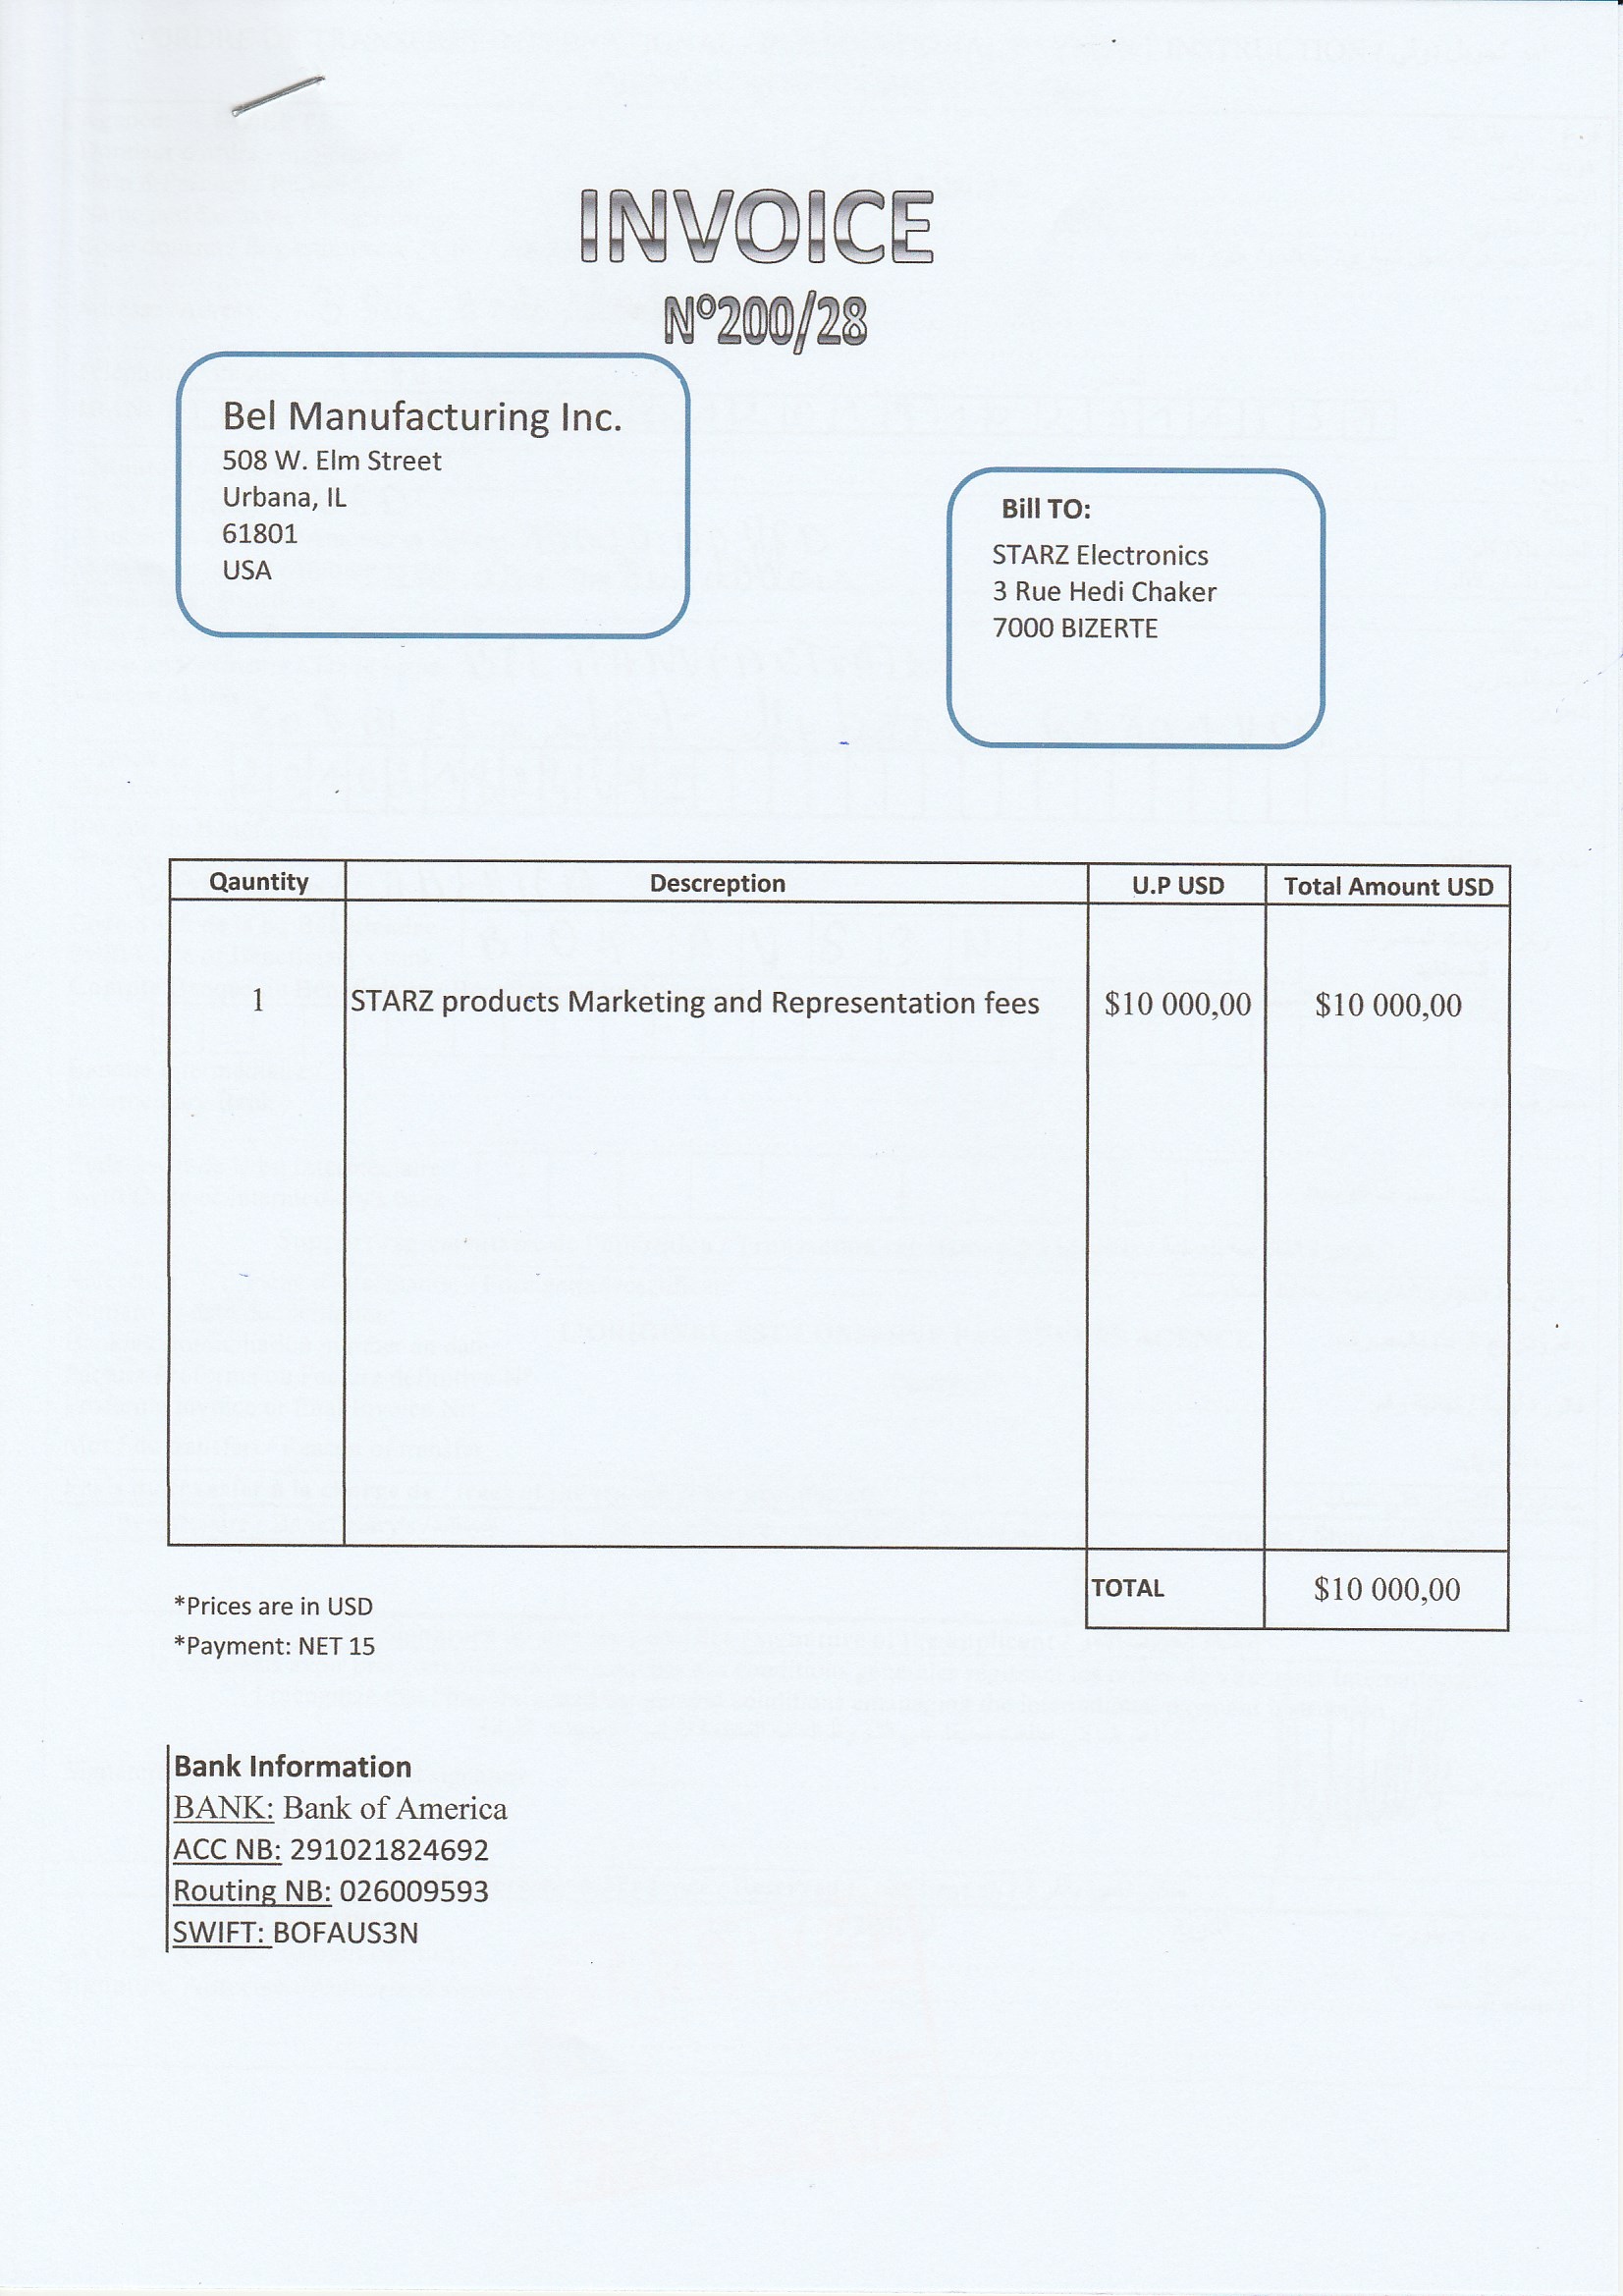 INVOICE
Nº200/28
Bel Manufacturing Inc.
508 W. Elm Street
Urbana, IL
61801
USA
Bill TO:
STARZ Electronics
3 Rue Hedi Chaker
7000 BIZERTE
Qauntity Descreption U.P USD Total Amount USD
1 STARZ products Marketing and Representation fees $10 000,00 $10 000,00
TOTAL $10 000,00
*Prices are in USD
*Payment: NET 15
Bank Information
BANK: Bank of America
ACC NB: 291021824692
Routing NB: 026009593
SWIFT: BOFAUS3N